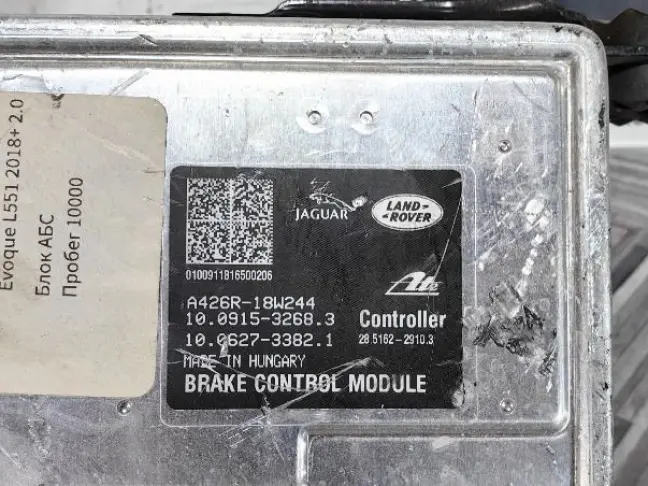 Evoque L551 2018+ 2.0
Блок АБС
Пробег 10000
JAGUAR
LAND-
ROVER
0100911816500206
Ate
A426R-18W244
10.0915-3268.3
Controller
10.0627-3382.1
28.5162-2910.3
MADE IN HUNGARY
BRAKE CONTROL MODULE